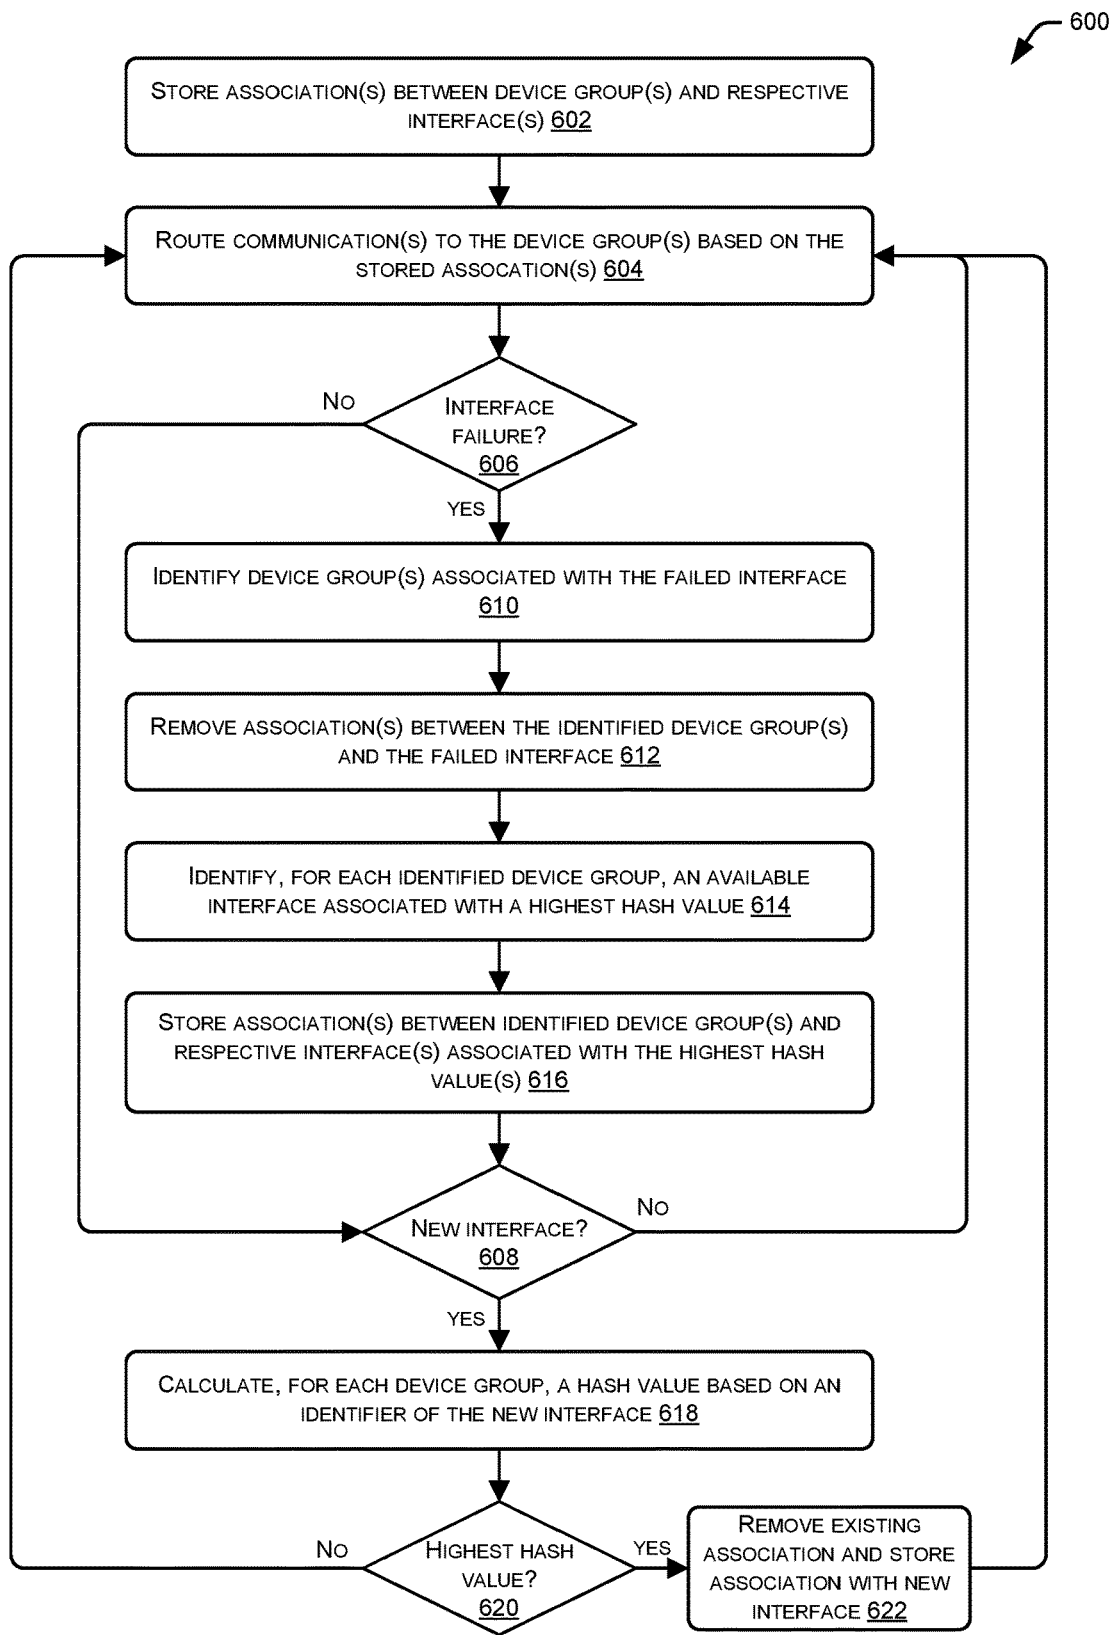 600
STORE ASSOCIATION(S) BETWEEN DEVICE GROUP(S) AND RESPECTIVE
INTERFACE(S) 602
ROUTE COMMUNICATION(S) TO THE DEVICE GROUP(S) BASED ON THE
STORED ASSOCATION(S) 604
NO
INTERFACE
FAILURE?
606
YES
IDENTIFY DEVICE GROUP(S) ASSOCIATED WITH THE FAILED INTERFACE
610
REMOVE ASSOCIATION(S) BETWEEN THE IDENTIFIED DEVICE GROUP(S)
AND THE FAILED INTERFACE 612
IDENTIFY, FOR EACH IDENTIFIED DEVICE GROUP, AN AVAILABLE
INTERFACE ASSOCIATED WITH A HIGHEST HASH VALUE 614
STORE ASSOCIATION(S) BETWEEN IDENTIFIED DEVICE GROUP(S) AND
RESPECTIVE INTERFACE(S) ASSOCIATED WITH THE HIGHEST HASH
VALUE(S) 616
NEW INTERFACE?
608
NO
YES
CALCULATE, FOR EACH DEVICE GROUP, A HASH VALUE BASED ON AN
IDENTIFIER OF THE NEW INTERFACE 618
NO
HIGHEST HASH
VALUE?
620
YES
REMOVE EXISTING
ASSOCIATION AND STORE
ASSOCIATION WITH NEW
INTERFACE 622